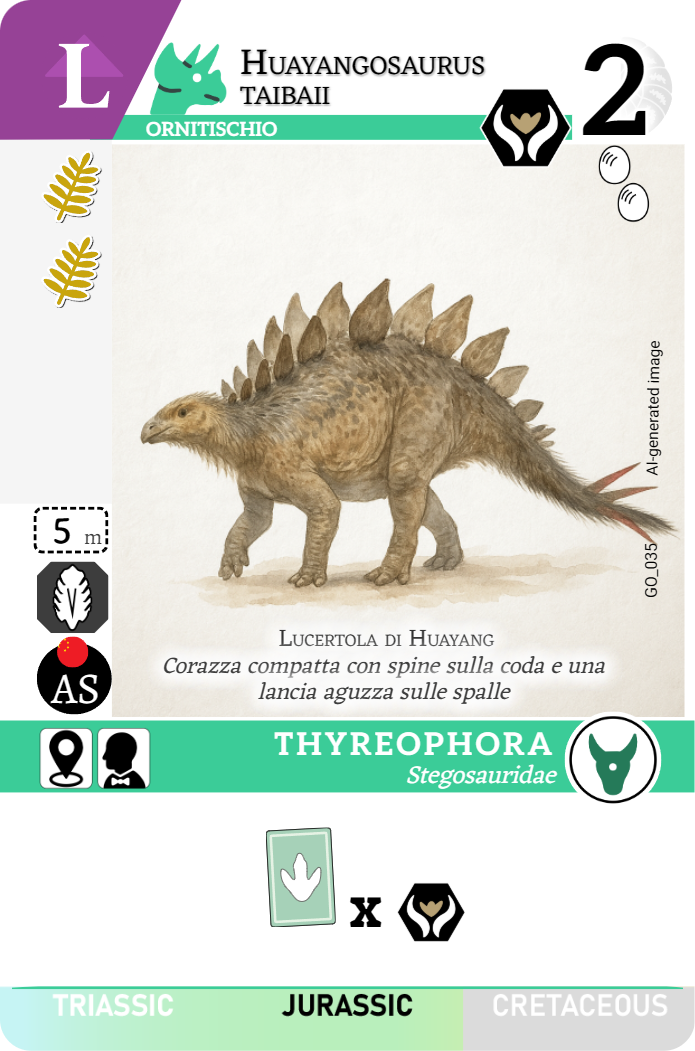 L
HUAYANGOSAURUS
TAIBAII
2
ORNITISCHIO
AI-generated image
GO_035
5 m
AS
LUCERTOLA DI HUAYANG
Corazza compatta con spine sulla coda e una
lancia aguzza sulle spalle
THYREOPHORA
Stegosauridae
X
TRIASSIC JURASSIC CRETACEOUS